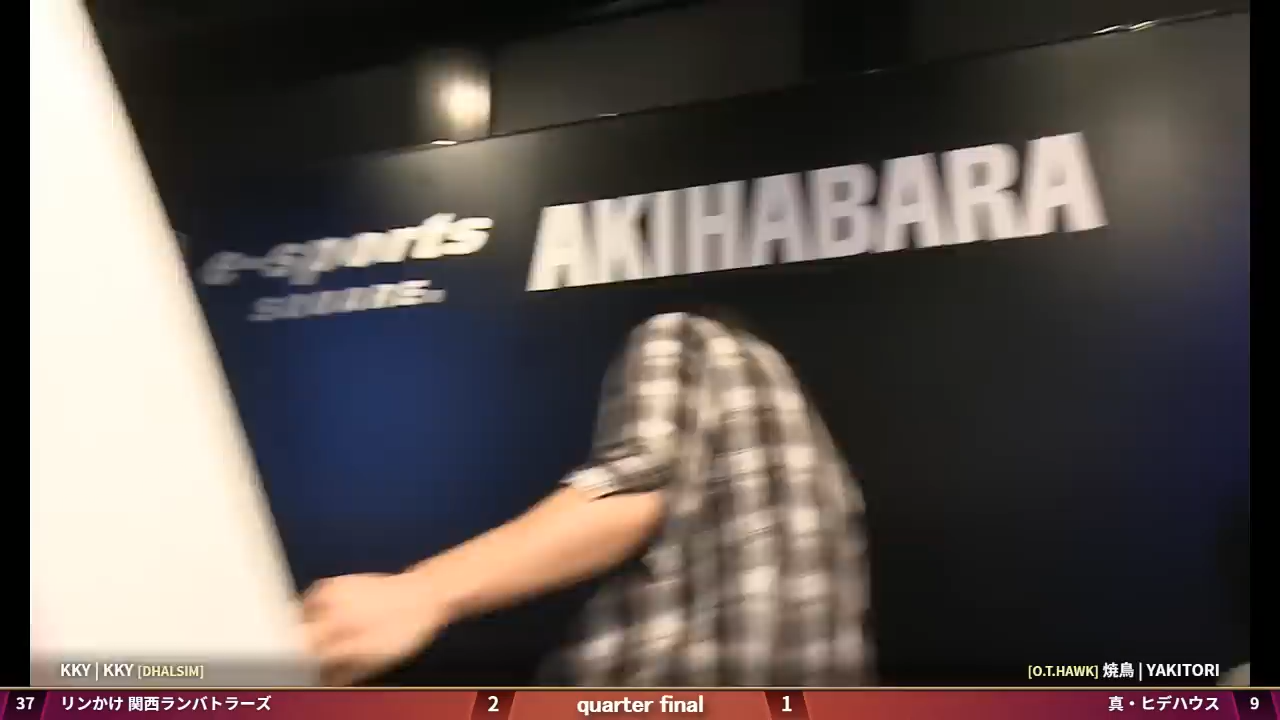 e-sports
AKIHABARA
KKY | KKY [DHALSIM]
[O.T.HAWK] 焼鳥 | YAKITORI
37 リンかけ 関西ランバトラーズ 2 quarter final 1 真・ヒデハウス 9